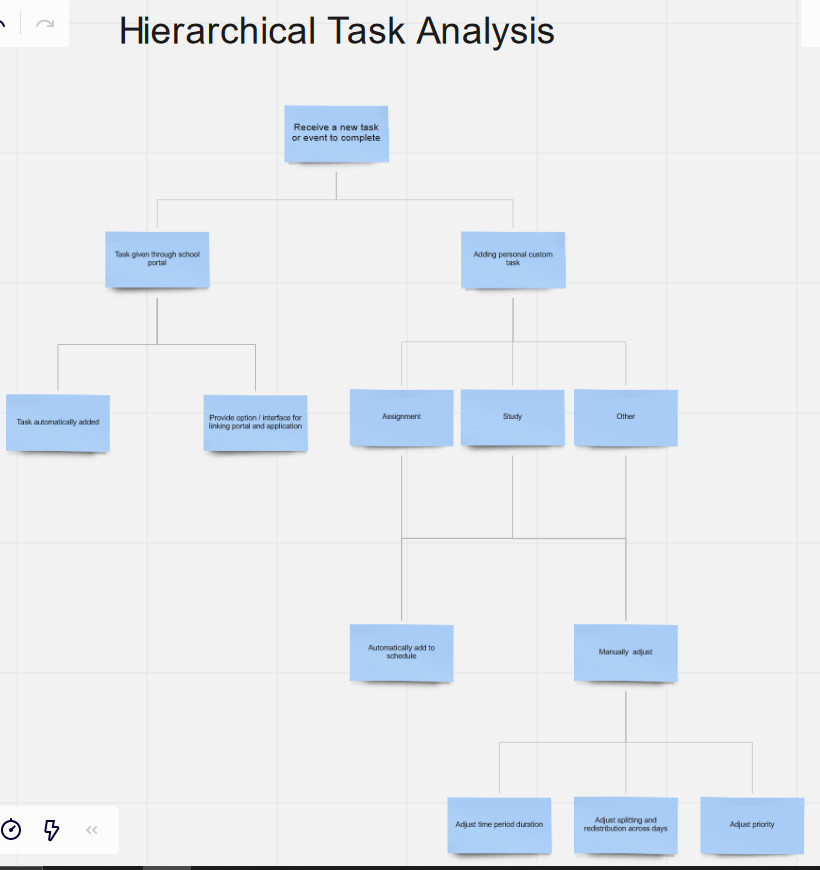 Hierarchical Task Analysis
Receive a new task
or event to complete
Task given through school
portal
Adding personal custom
task
Task automatically added
Provide option / interface for
linking portal and application
Assignment
Study
Other
Automatically add to
schedule
Manually adjust
Adjust time period duration
Adjust splitting and
redistribution across days
Adjust priority